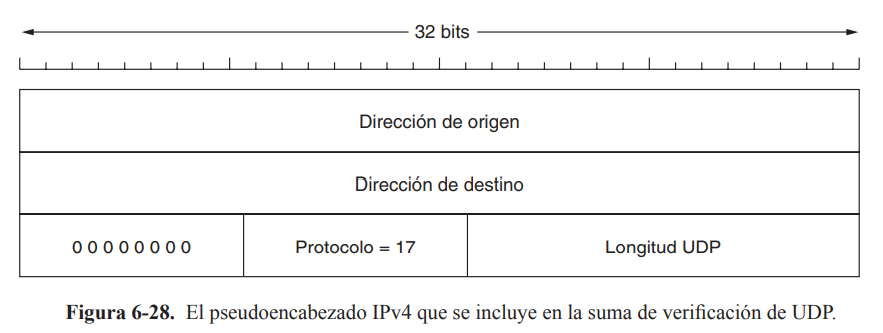 32 bits
Dirección de origen
Dirección de destino
0 0 0 0 0 0 0 0 Protocolo = 17 Longitud UDP
Figura 6-28. El pseudoencabezado IPv4 que se incluye en la suma de verificación de UDP.